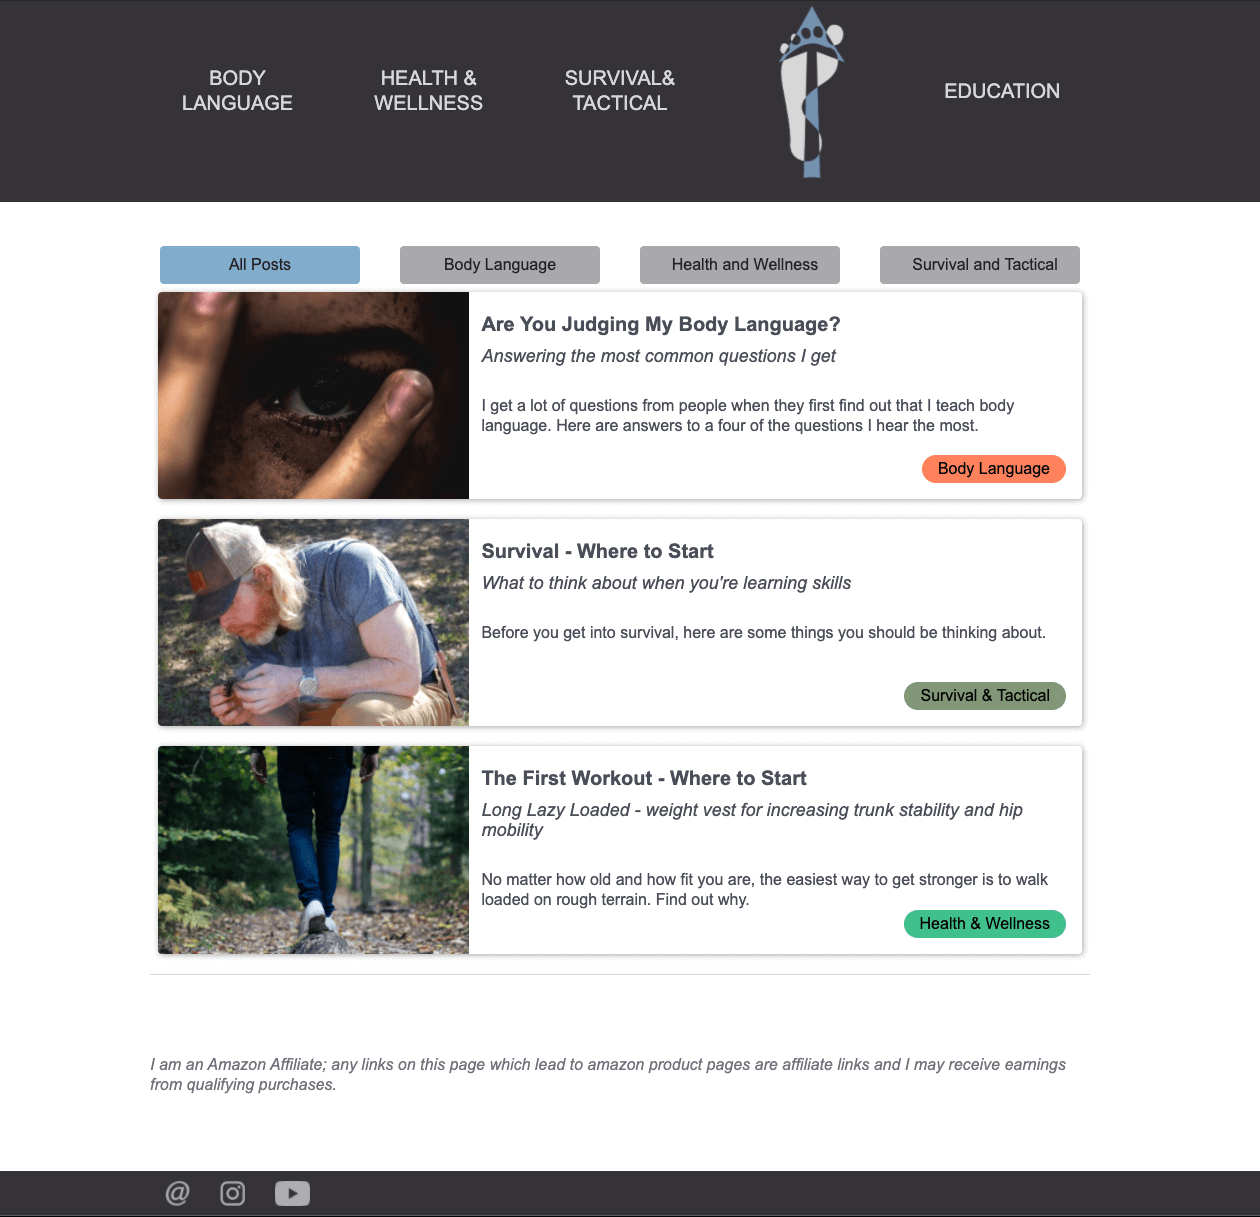 BODY
LANGUAGE
HEALTH &
WELLNESS
SURVIVAL&
TACTICAL
EDUCATION
All Posts
Body Language
Health and Wellness
Survival and Tactical
Are You Judging My Body Language?
Answering the most common questions I get
I get a lot of questions from people when they first find out that I teach body
language. Here are answers to a four of the questions I hear the most.
Body Language
Survival - Where to Start
What to think about when you're learning skills
Before you get into survival, here are some things you should be thinking about.
Survival & Tactical
The First Workout - Where to Start
Long Lazy Loaded - weight vest for increasing trunk stability and hip
mobility
No matter how old and how fit you are, the easiest way to get stronger is to walk
loaded on rough terrain. Find out why.
Health & Wellness
I am an Amazon Affiliate; any links on this page which lead to amazon product pages are affiliate links and I may receive earnings
from qualifying purchases.
@